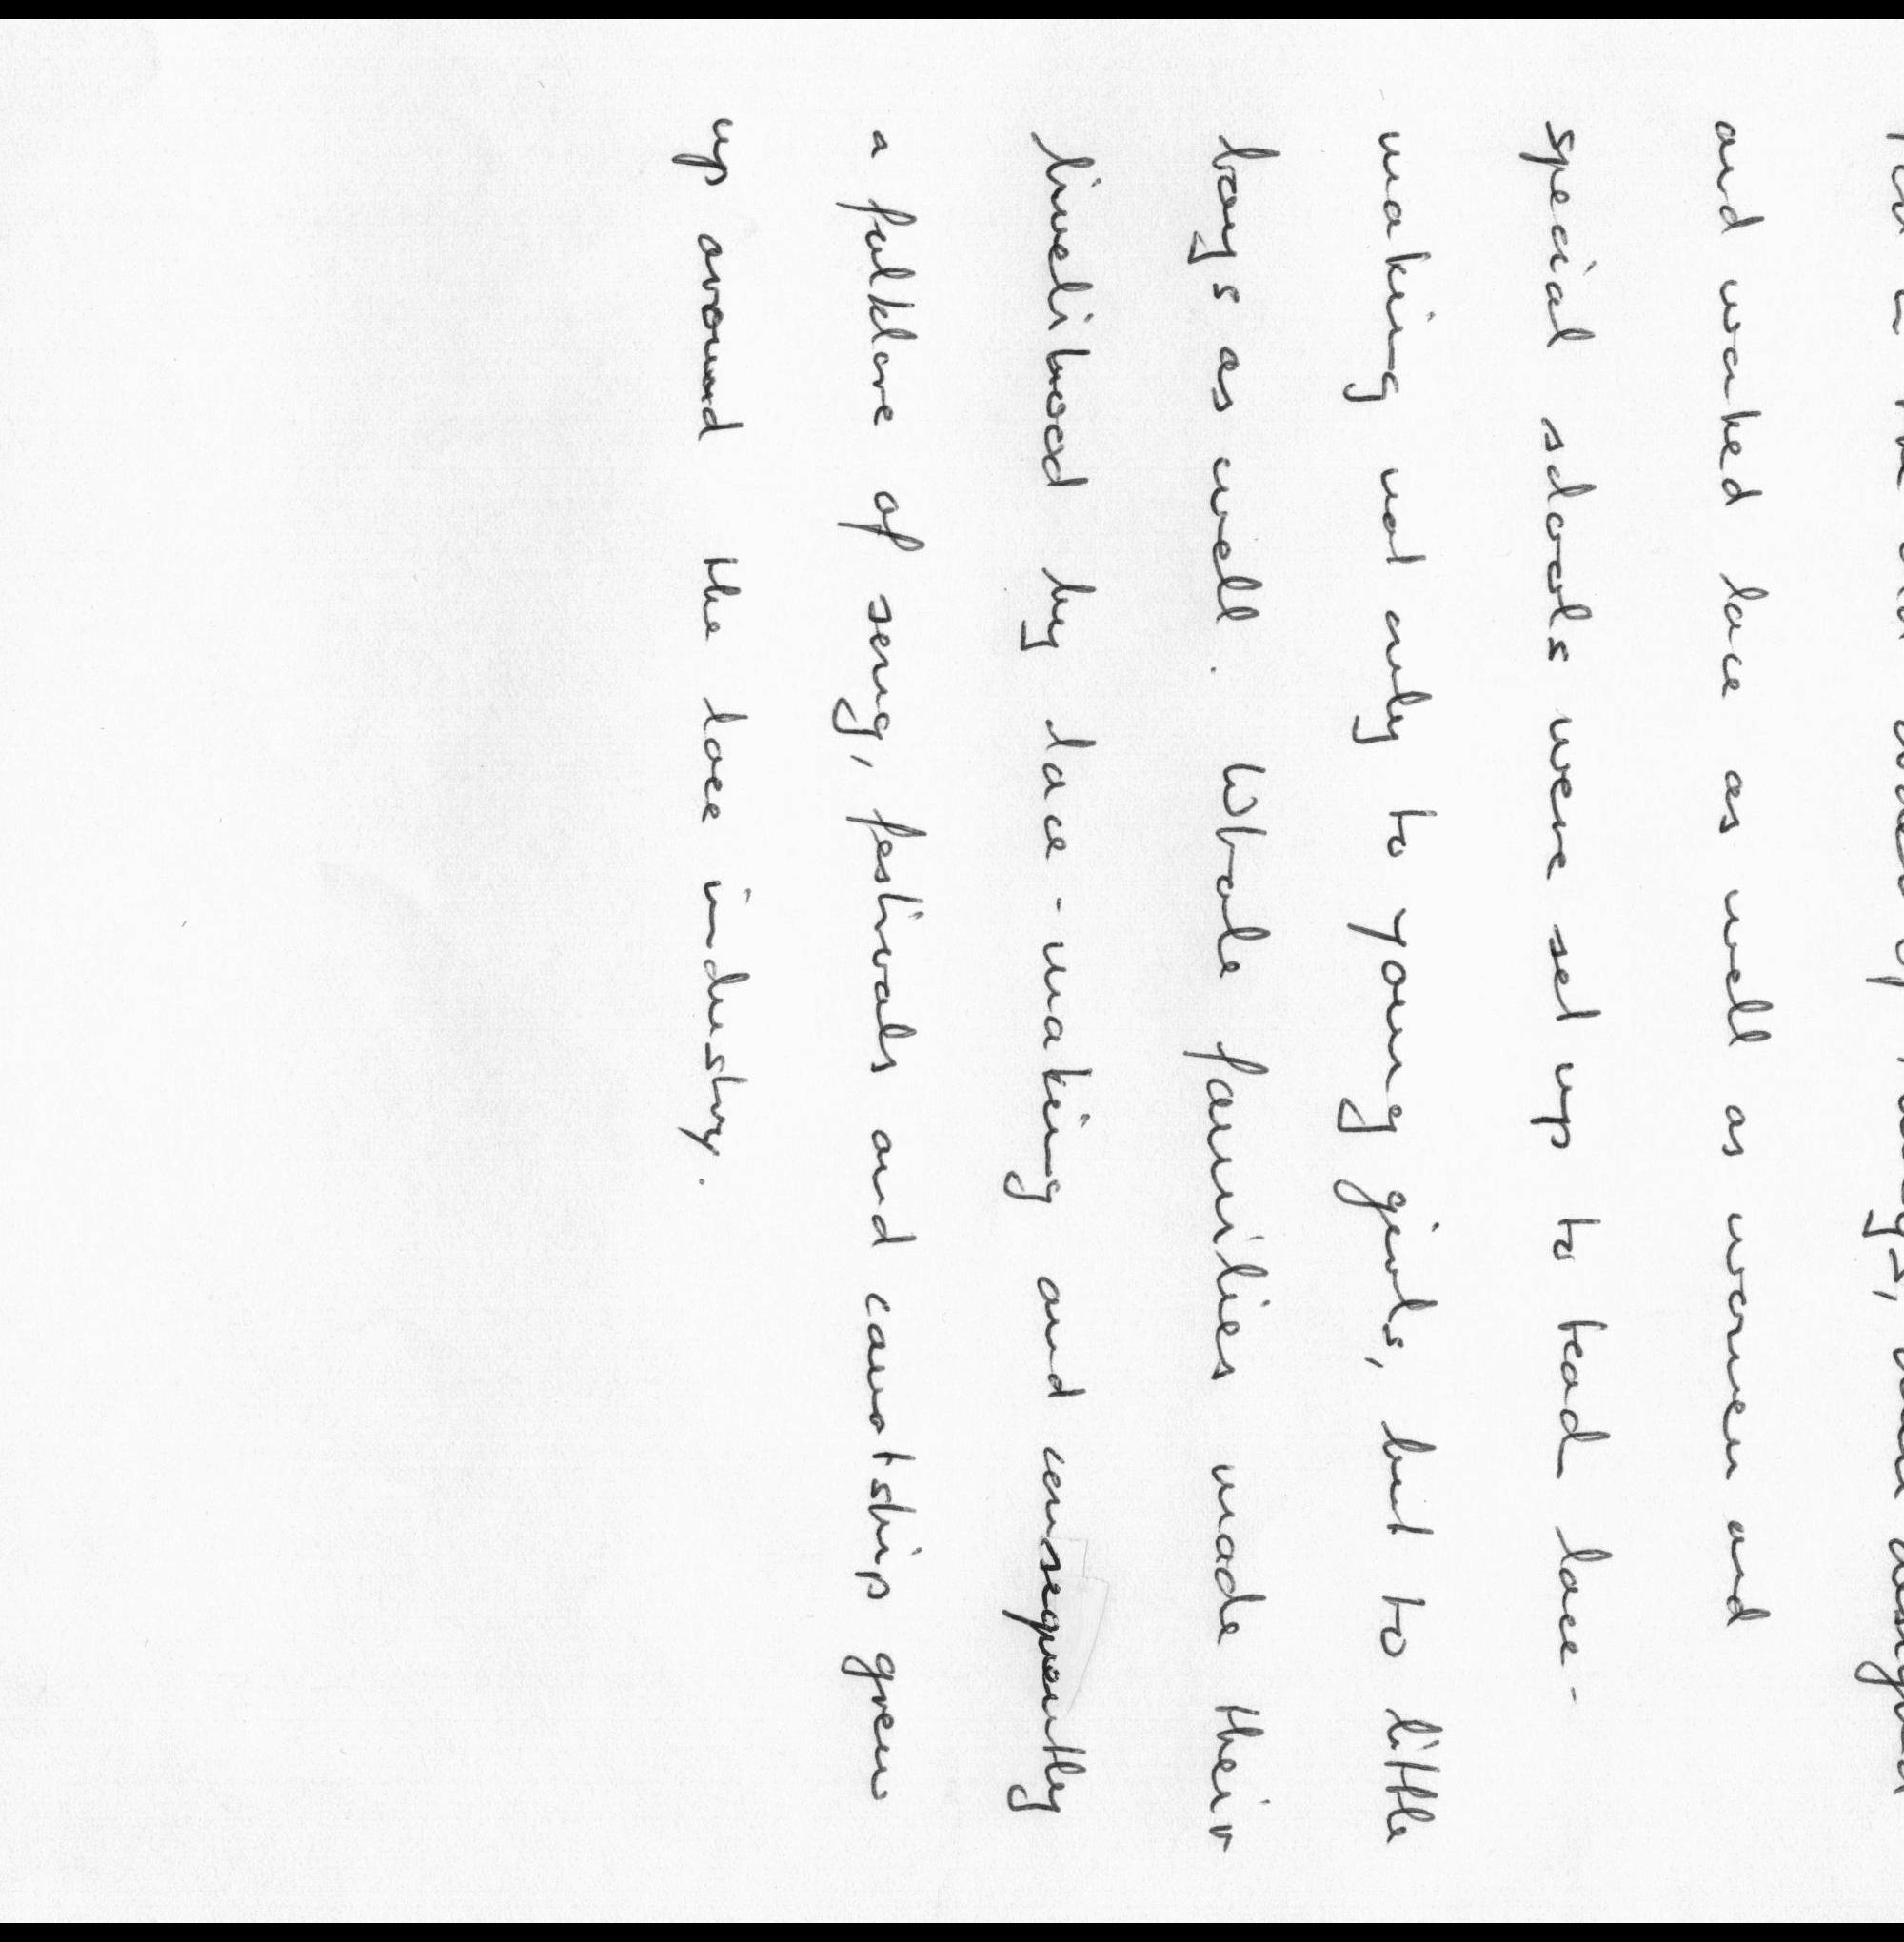 and worked lace as well as women and
special schools were set up to teach lace-
making not only to young girls, but to little
boys as well. Whole families made their
livelihood by lace-making and consequently
a folklore of song, festivals and courtship grew
up around the lace industry.